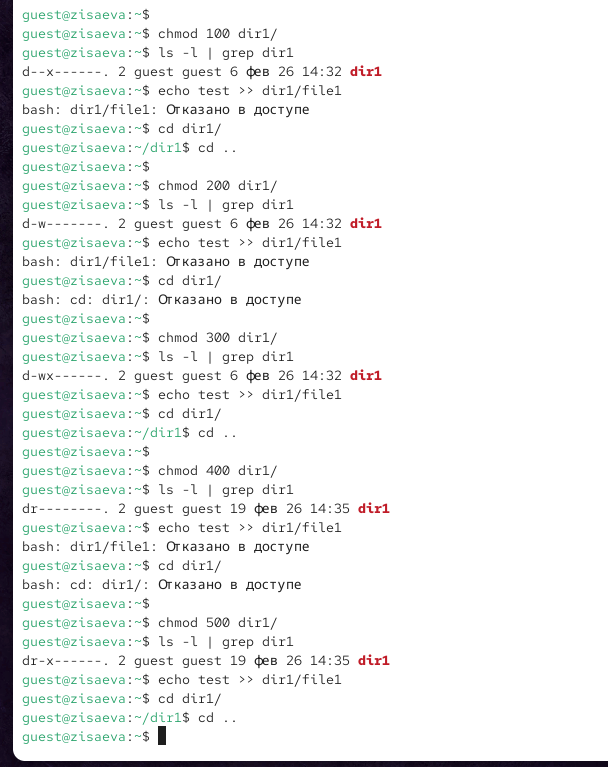 guest@zisaeva:~$
guest@zisaeva:~$ chmod 100 dir1/
guest@zisaeva:~$ ls -l | grep dir1
d--x------. 2 guest guest 6 фев 26 14:32 dir1
guest@zisaeva:~$ echo test >> dir1/file1
bash: dir1/file1: Отказано в доступе
guest@zisaeva:~$ cd dir1/
guest@zisaeva:~/dir1$ cd ..
guest@zisaeva:~$
guest@zisaeva:~$ chmod 200 dir1/
guest@zisaeva:~$ ls -l | grep dir1
d-w-------. 2 guest guest 6 фев 26 14:32 dir1
guest@zisaeva:~$ echo test >> dir1/file1
bash: dir1/file1: Отказано в доступе
guest@zisaeva:~$ cd dir1/
bash: cd: dir1/: Отказано в доступе
guest@zisaeva:~$
guest@zisaeva:~$ chmod 300 dir1/
guest@zisaeva:~$ ls -l | grep dir1
d-wx------. 2 guest guest 6 фев 26 14:32 dir1
guest@zisaeva:~$ echo test >> dir1/file1
guest@zisaeva:~$ cd dir1/
guest@zisaeva:~/dir1$ cd ..
guest@zisaeva:~$
guest@zisaeva:~$ chmod 400 dir1/
guest@zisaeva:~$ ls -l | grep dir1
dr--------. 2 guest guest 19 фев 26 14:35 dir1
guest@zisaeva:~$ echo test >> dir1/file1
bash: dir1/file1: Отказано в доступе
guest@zisaeva:~$ cd dir1/
bash: cd: dir1/: Отказано в доступе
guest@zisaeva:~$
guest@zisaeva:~$ chmod 500 dir1/
guest@zisaeva:~$ ls -l | grep dir1
dr-x------. 2 guest guest 19 фев 26 14:35 dir1
guest@zisaeva:~$ echo test >> dir1/file1
guest@zisaeva:~$ cd dir1/
guest@zisaeva:~/dir1$ cd ..
guest@zisaeva:~$